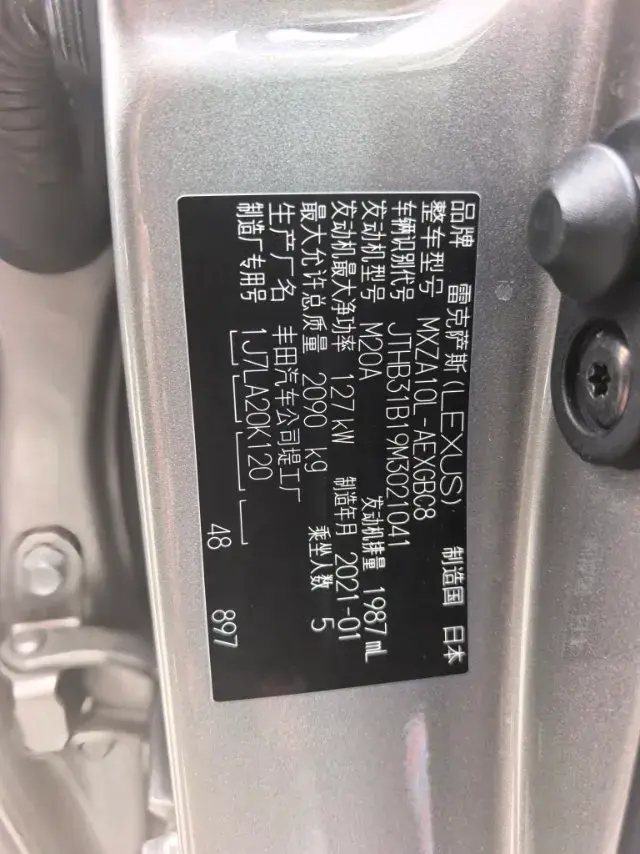 品牌 雷克萨斯(LEXUS) 制造国 日本
整车型号 MXZA10L-AEXGBC8
车辆识别代号 JTHB31B19M3021041
发动机型号 M20A 发动机排量 1987 mL
发动机最大净功率 127 kW 制造年月 2021-01
最大允许总质量 2090 kg 乘坐人数 5
生产厂名 丰田汽车公司堤工厂
制造厂专用号 1J7LA20K120 48 897